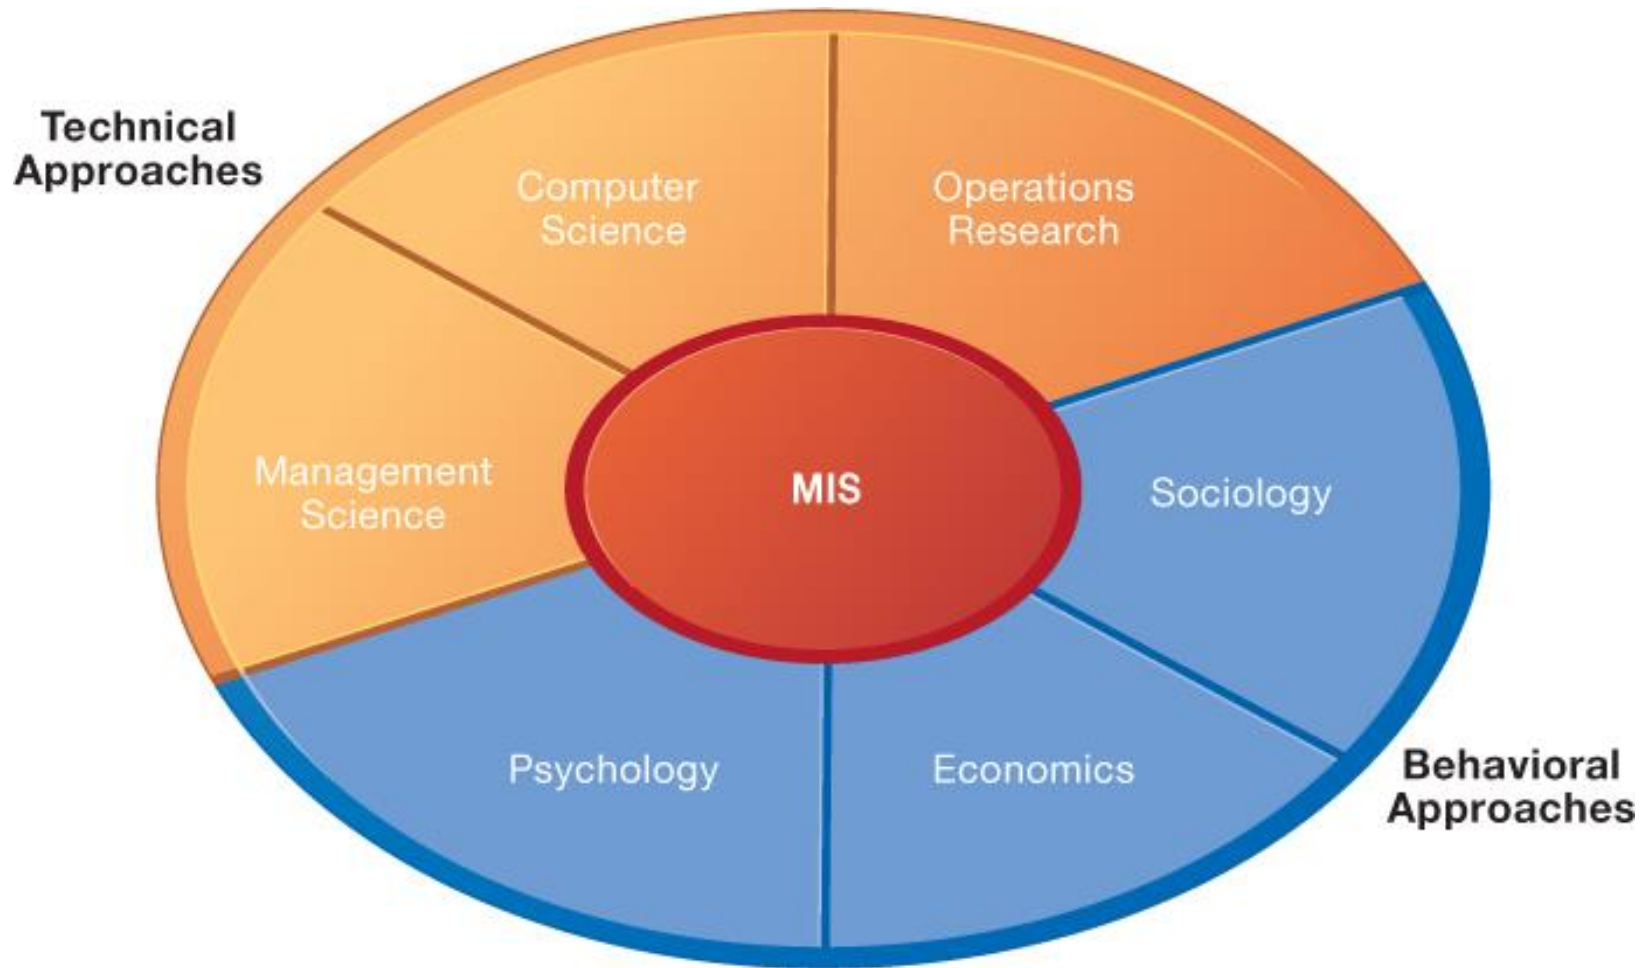 Technical
Approaches
Computer
Science
Operations
Research
Management
Science
MIS
Sociology
Psychology
Economics
Behavioral
Approaches